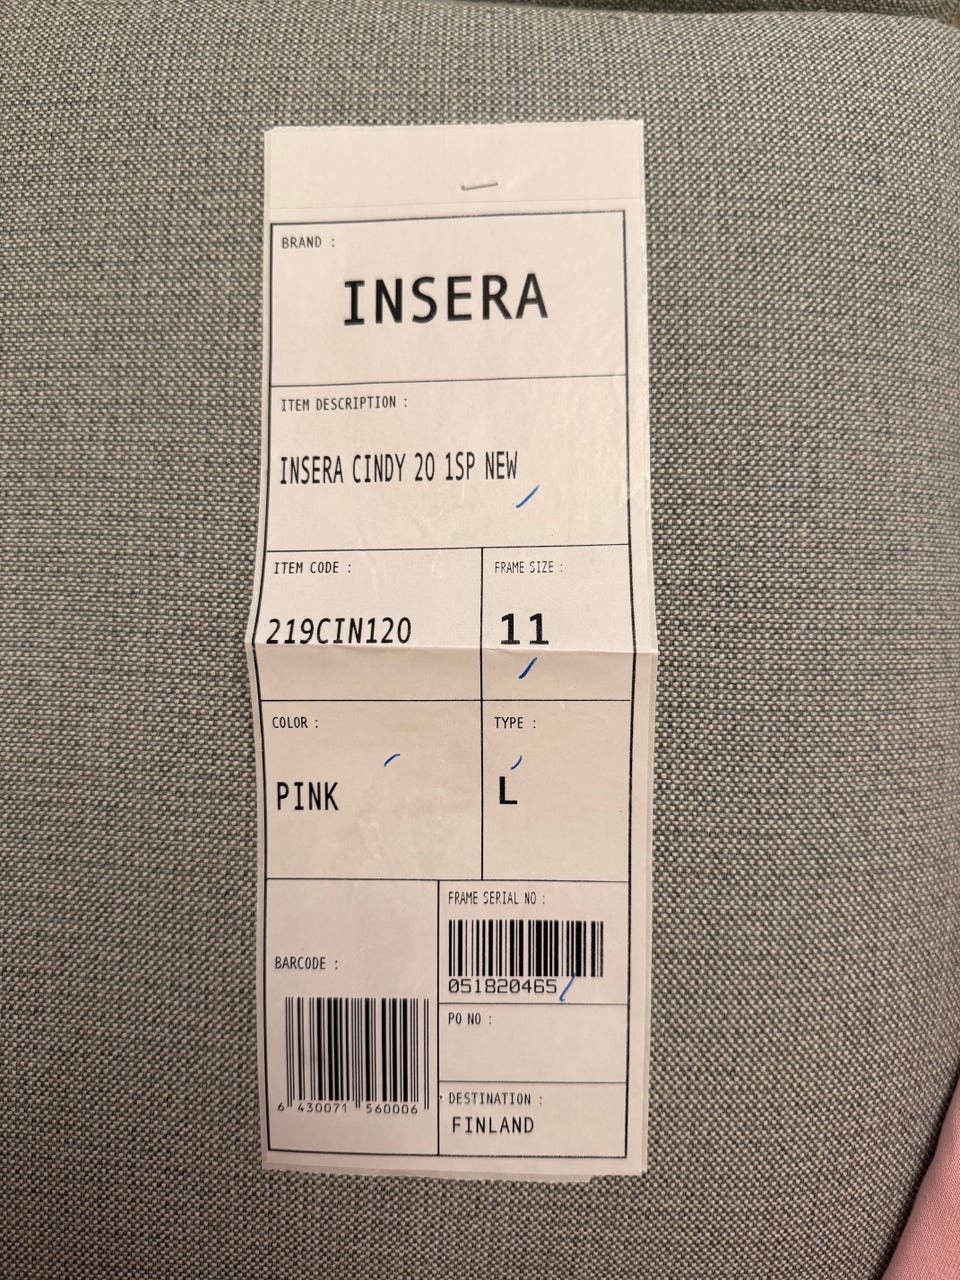 BRAND :
INSERA
ITEM DESCRIPTION :
INSERA CINDY 20 1SP NEW
ITEM CODE :
219CIN120
FRAME SIZE :
11
COLOR :
PINK
TYPE :
L
BARCODE :
6 430071 560006
FRAME SERIAL NO :
051820465
PO NO :
DESTINATION :
FINLAND